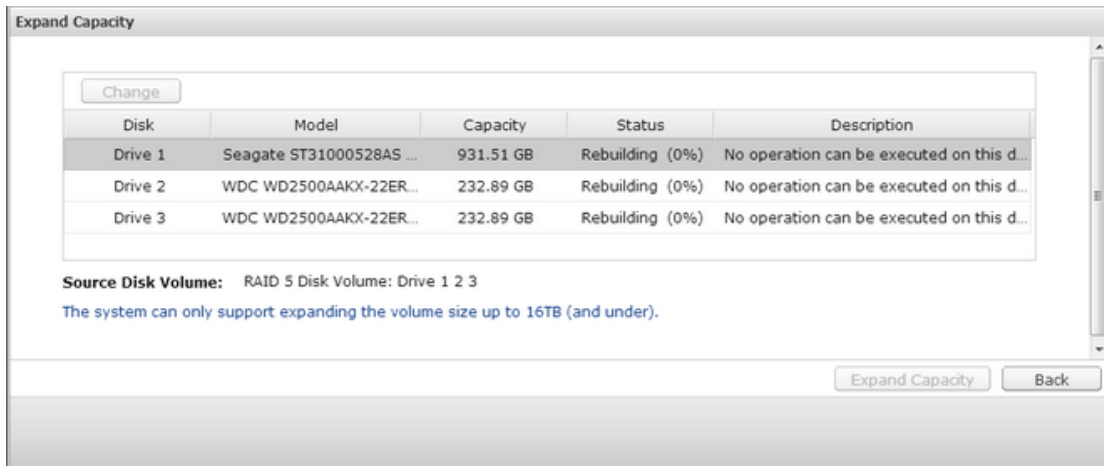 Expand Capacity
Change
Disk Model Capacity Status Description
Drive 1 Seagate ST31000528AS ... 931.51 GB Rebuilding (0%) No operation can be executed on this d...
Drive 2 WDC WD2500AAKX-22ER... 232.89 GB Rebuilding (0%) No operation can be executed on this d...
Drive 3 WDC WD2500AAKX-22ER... 232.89 GB Rebuilding (0%) No operation can be executed on this d...
Source Disk Volume: RAID 5 Disk Volume: Drive 1 2 3
The system can only support expanding the volume size up to 16TB (and under).
Expand Capacity Back